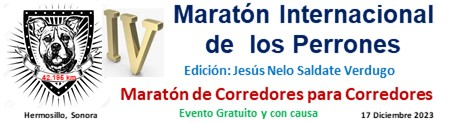 IV
Maratón Internacional
de los Perrones
42.195 km
Edición: Jesús Nelo Saldate Verdugo
Maratón de Corredores para Corredores
Hermosillo, Sonora
Evento Gratuito y con causa
17 Diciembre 2023